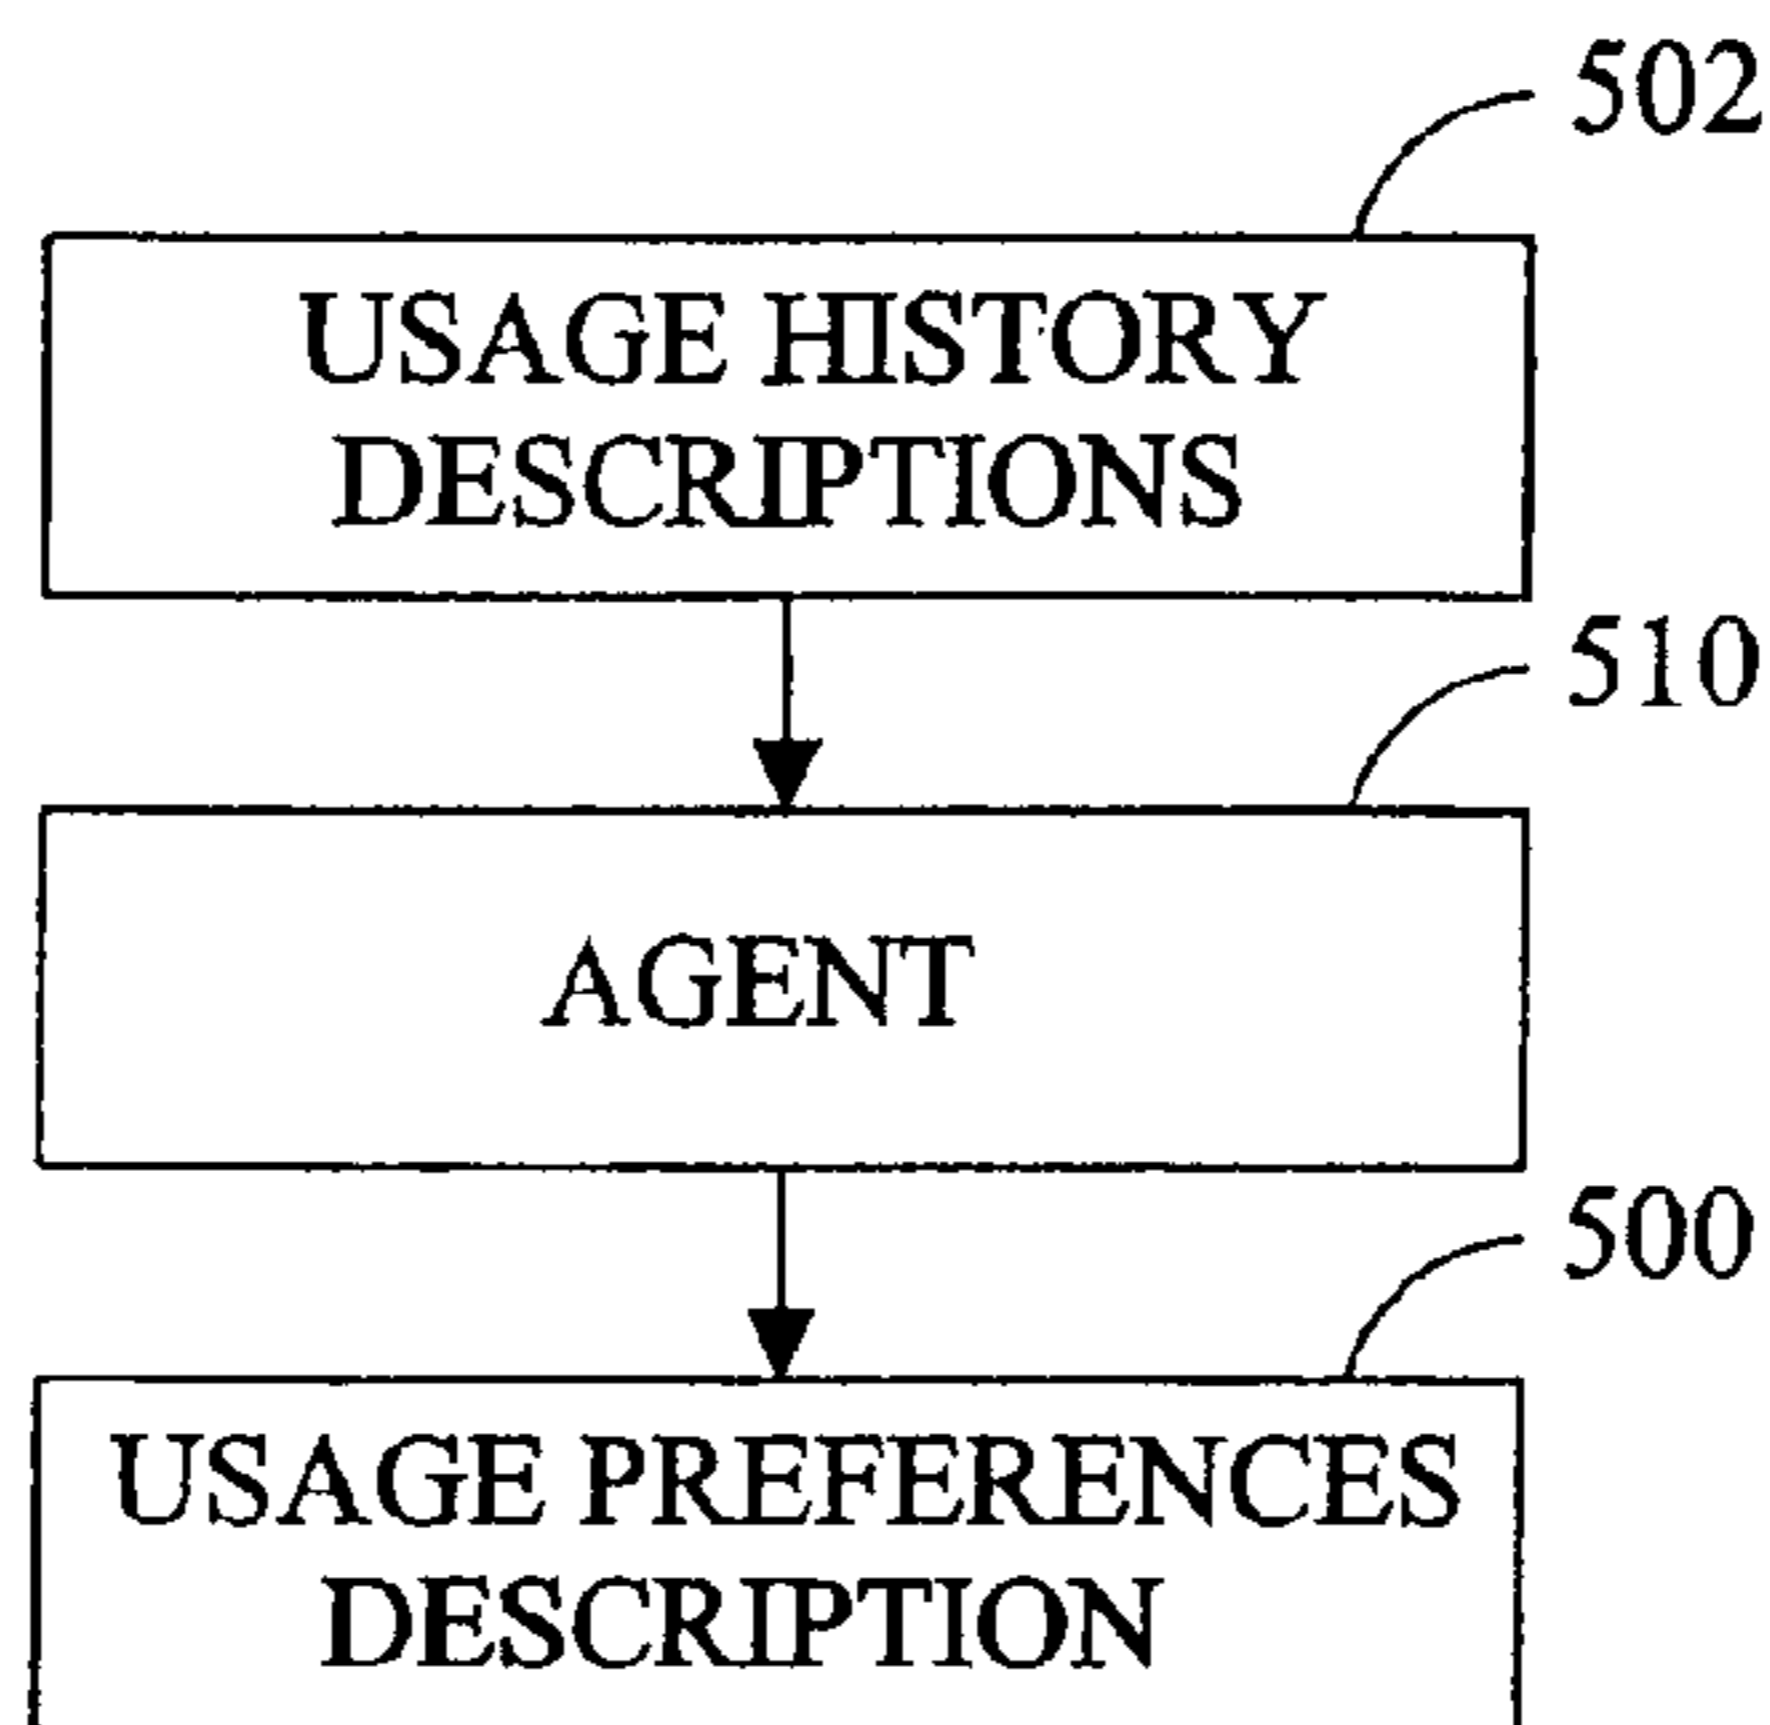 502
USAGE HISTORY
DESCRIPTIONS
510
AGENT
500
USAGE PREFERENCES
DESCRIPTION